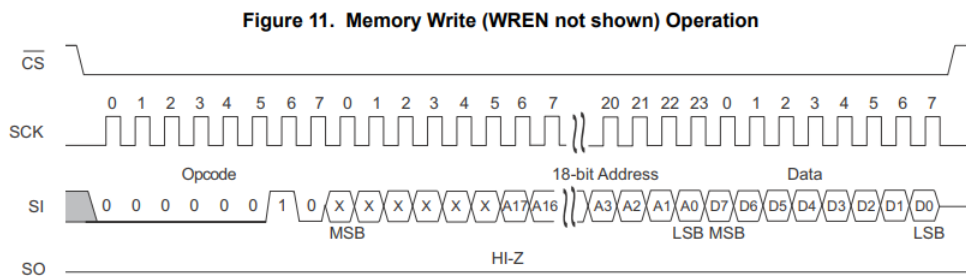 Figure 11. Memory Write (WREN not shown) Operation
CS
0 1 2 3 4 5 6 7 0 1 2 3 4 5 6 7 20 21 22 23 0 1 2 3 4 5 6 7
SCK
Opcode 18-bit Address Data
SI 0 0 0 0 0 0 1 0 X X X X X X A17 A16 A3 A2 A1 A0 D7 D6 D5 D4 D3 D2 D1 D0
MSB LSB MSB LSB
HI-Z
SO